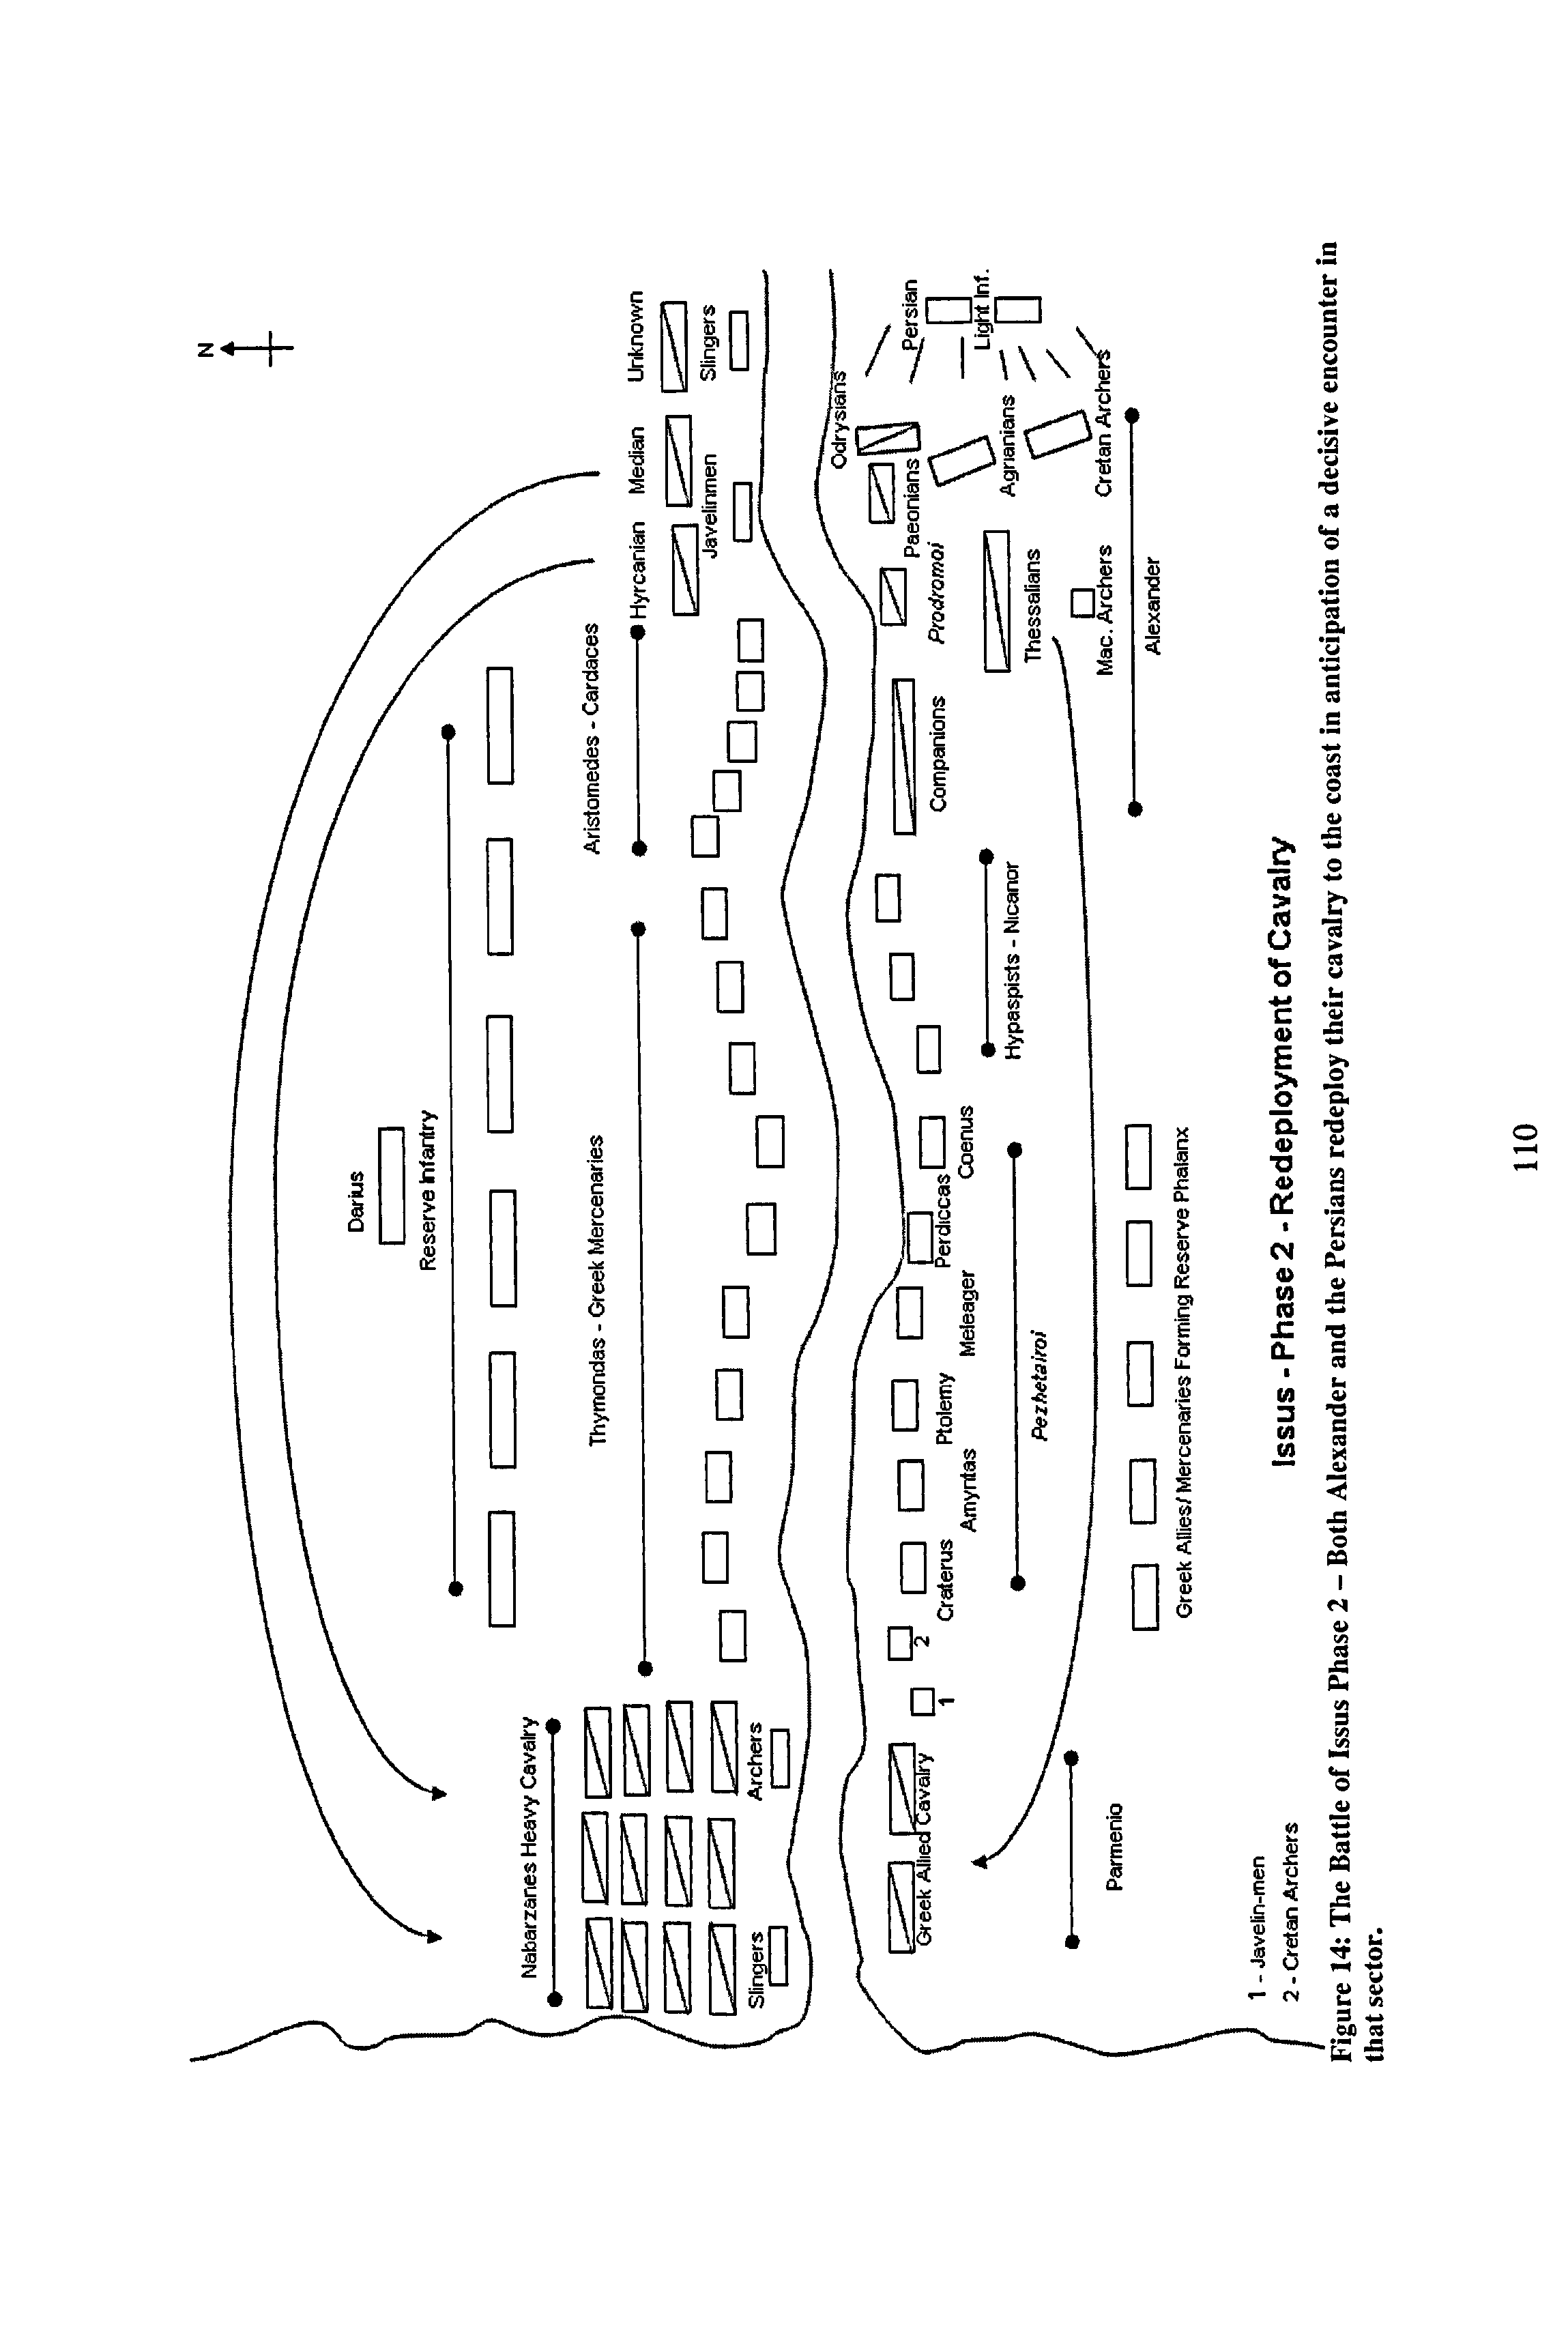 N
Darius
Reserve Infantry
Thymondas - Greek Mercenaries
Aristomedes - Cardaces
Nabarzanes Heavy Cavalry
Hyrcanian
Median
Unknown
Javelinmen
Slingers
Slingers
Archers
Greek Allied Cavalry
1
2
Craterus
Amyntas
Ptolemy
Meleager
Perdiccas
Coenus
Pezhetairoi
Hypaspists - Nicanor
Companions
Prodromoi
Paeonians
Odrysians
Persian
Light Inf.
Agrianians
Cretan Archers
Thessalians
Mac. Archers
Alexander
Parmenio
Greek Allies/ Mercenaries Forming Reserve Phalanx
1 - Javelin-men
2 - Cretan Archers
Issus - Phase 2 - Redeployment of Cavalry
Figure 14: The Battle of Issus Phase 2 – Both Alexander and the Persians redeploy their cavalry to the coast in anticipation of a decisive encounter in
that sector.
110